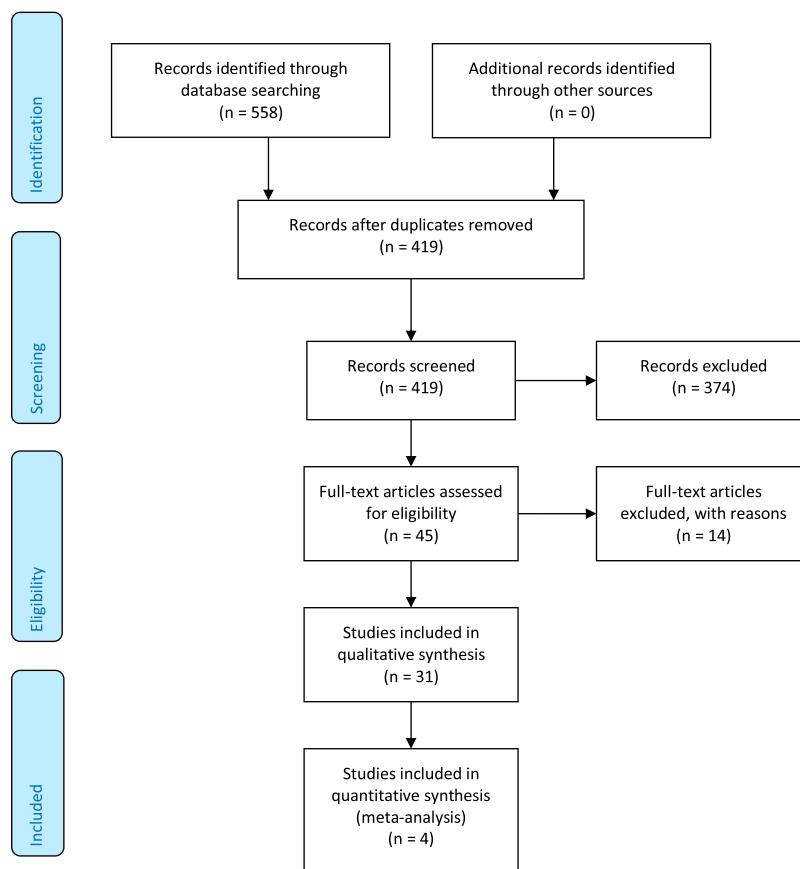 Identification
Records identified through
database searching
(n = 558)
Additional records identified
through other sources
(n = 0)
Records after duplicates removed
(n = 419)
Screening
Records screened
(n = 419)
Records excluded
(n = 374)
Eligibility
Full-text articles assessed
for eligibility
(n = 45)
Full-text articles
excluded, with reasons
(n = 14)
Studies included in
qualitative synthesis
(n = 31)
Included
Studies included in
quantitative synthesis
(meta-analysis)
(n = 4)